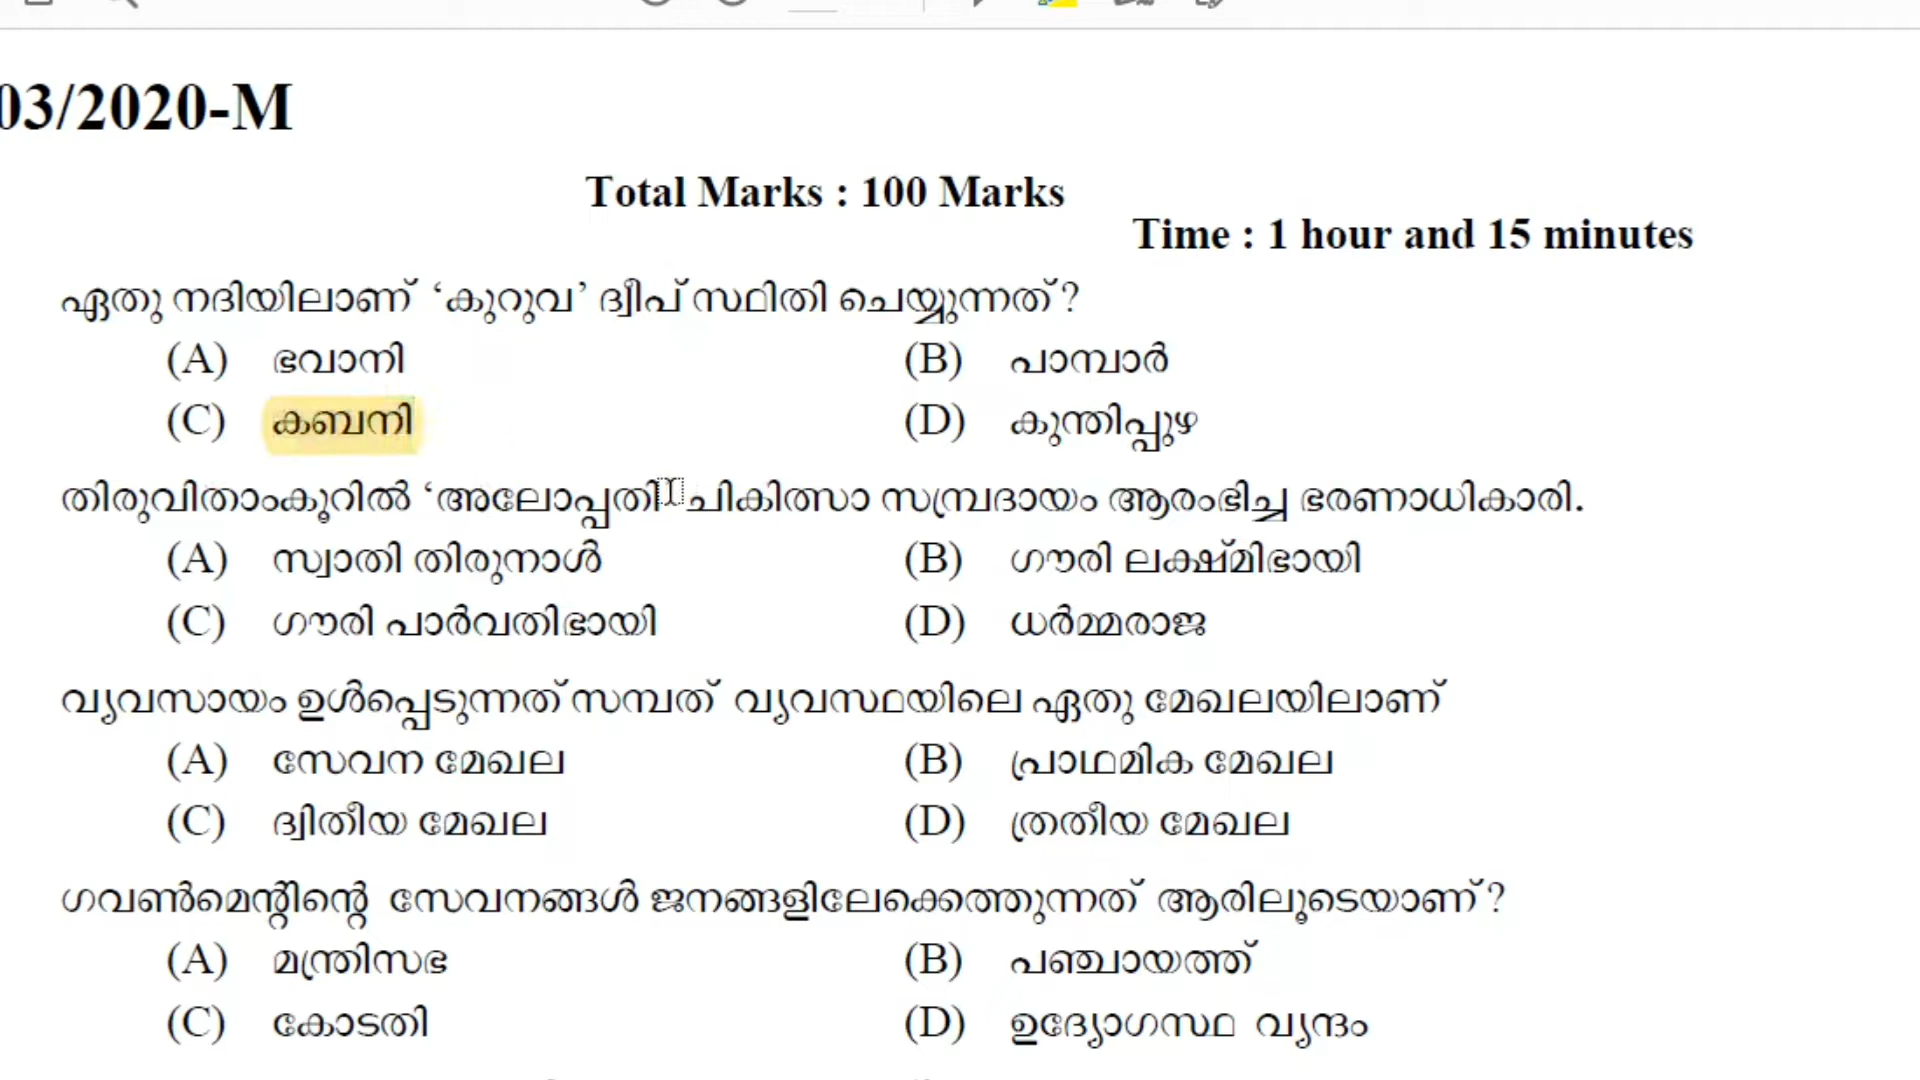 03/2020-M
Total Marks : 100 Marks
Time : 1 hour and 15 minutes
ഏതു നദിയിലാണ് ‘കുറുവ’ ദ്വീപ് സ്ഥിതി ചെയ്യുന്നത് ?
(A) ഭവാനി (B) പാമ്പാർ
(C) കബനി (D) കുന്തിപ്പുഴ
തിരുവിതാംകൂറിൽ ‘അലോപ്പതി ചികിത്സാ സമ്പ്രദായം ആരംഭിച്ച ഭരണാധികാരി.
(A) സ്വാതി തിരുനാൾ (B) ഗൗരി ലക്ഷ്മിഭായി
(C) ഗൗരി പാർവതിഭായി (D) ധർമ്മരാജ
വ്യവസായം ഉൾപ്പെടുന്നത് സമ്പത് വ്യവസ്ഥയിലെ ഏതു മേഖലയിലാണ്
(A) സേവന മേഖല (B) പ്രാഥമിക മേഖല
(C) ദ്വിതീയ മേഖല (D) ത്രതീയ മേഖല
ഗവൺമെന്റിന്റെ സേവനങ്ങൾ ജനങ്ങളിലേക്കെത്തുന്നത് ആരിലൂടെയാണ് ?
(A) മന്ത്രിസഭ (B) പഞ്ചായത്ത്
(C) കോടതി (D) ഉദ്യോഗസ്ഥ വ്യന്ദം